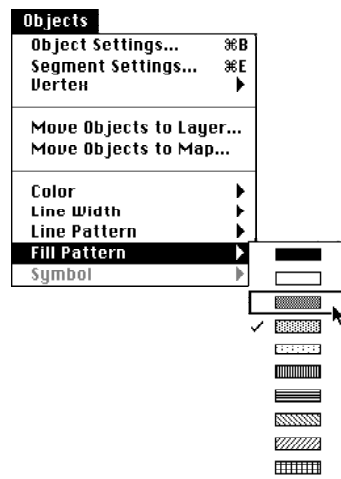 Objects
Object Settings... ⌘B
Segment Settings... ⌘E
Vertex
Move Objects to Layer...
Move Objects to Map...
Color
Line Width
Line Pattern
Fill Pattern
Symbol